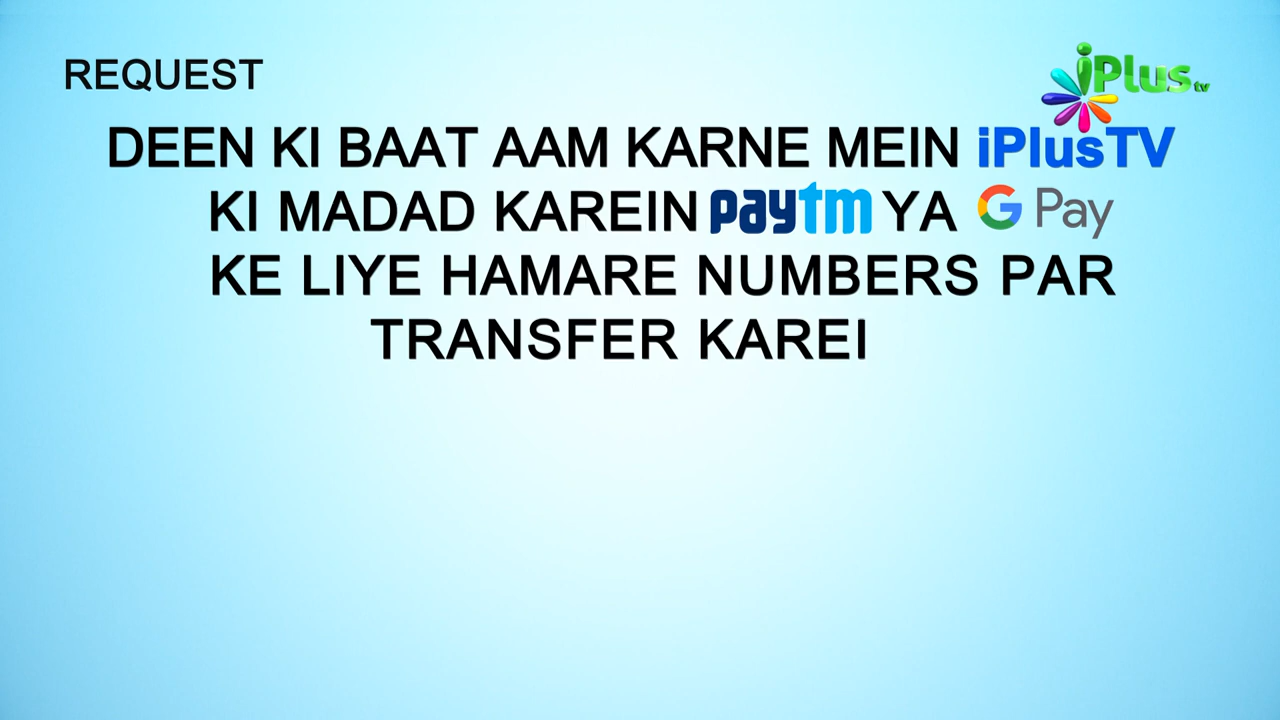 REQUEST
iPlus tv
DEEN KI BAAT AAM KARNE MEIN iPlusTV
KI MADAD KAREIN paytm YA G Pay
KE LIYE HAMARE NUMBERS PAR
TRANSFER KAREI